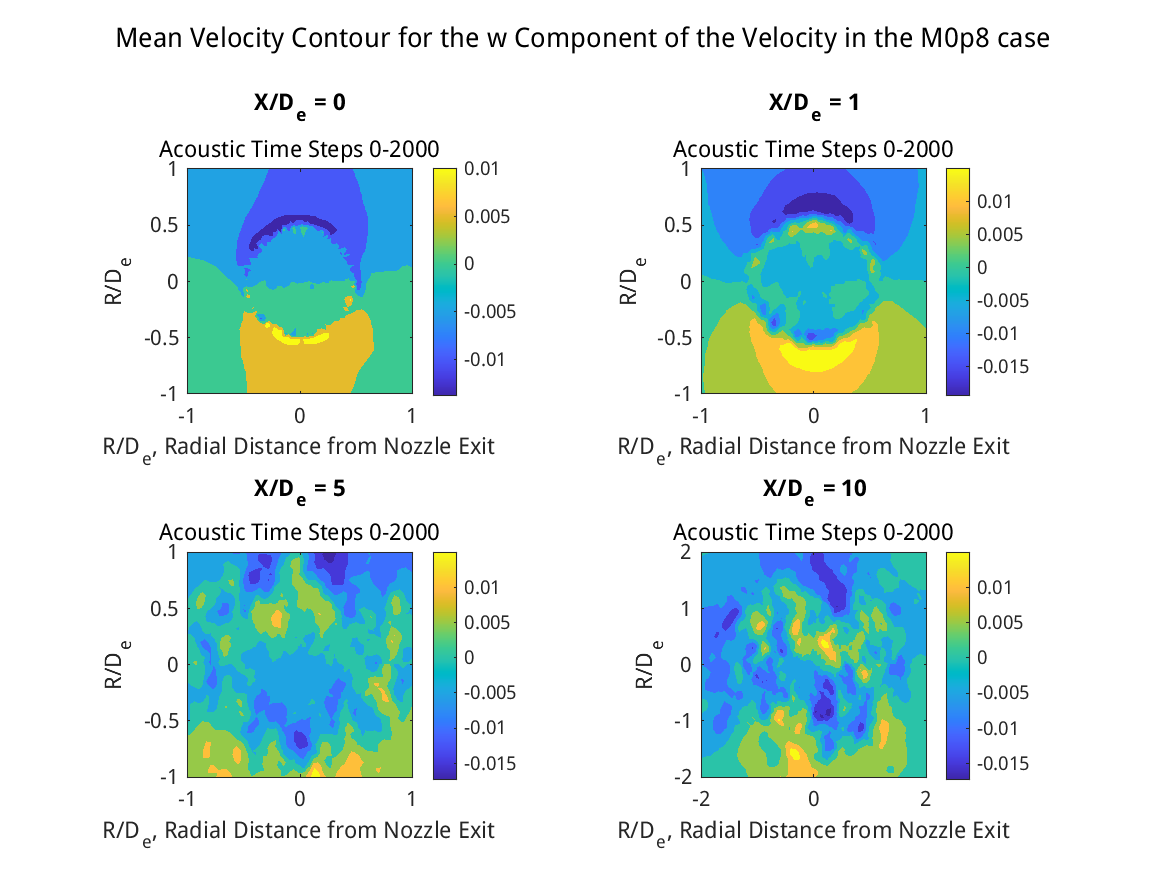 Mean Velocity Contour for the w Component of the Velocity in the M0p8 case
X/De = 0
Acoustic Time Steps 0-2000
1
0.5
0
-0.5
-1
R/De
-1 0 1
R/De, Radial Distance from Nozzle Exit
0.01
0.005
0
-0.005
-0.01
X/De = 1
Acoustic Time Steps 0-2000
1
0.5
0
-0.5
-1
R/De
-1 0 1
R/De, Radial Distance from Nozzle Exit
0.01
0.005
0
-0.005
-0.01
-0.015
X/De = 5
Acoustic Time Steps 0-2000
1
0.5
0
-0.5
-1
R/De
-1 0 1
R/De, Radial Distance from Nozzle Exit
0.01
0.005
0
-0.005
-0.01
-0.015
X/De = 10
Acoustic Time Steps 0-2000
2
1
0
-1
-2
R/De
-2 0 2
R/De, Radial Distance from Nozzle Exit
0.01
0.005
0
-0.005
-0.01
-0.015